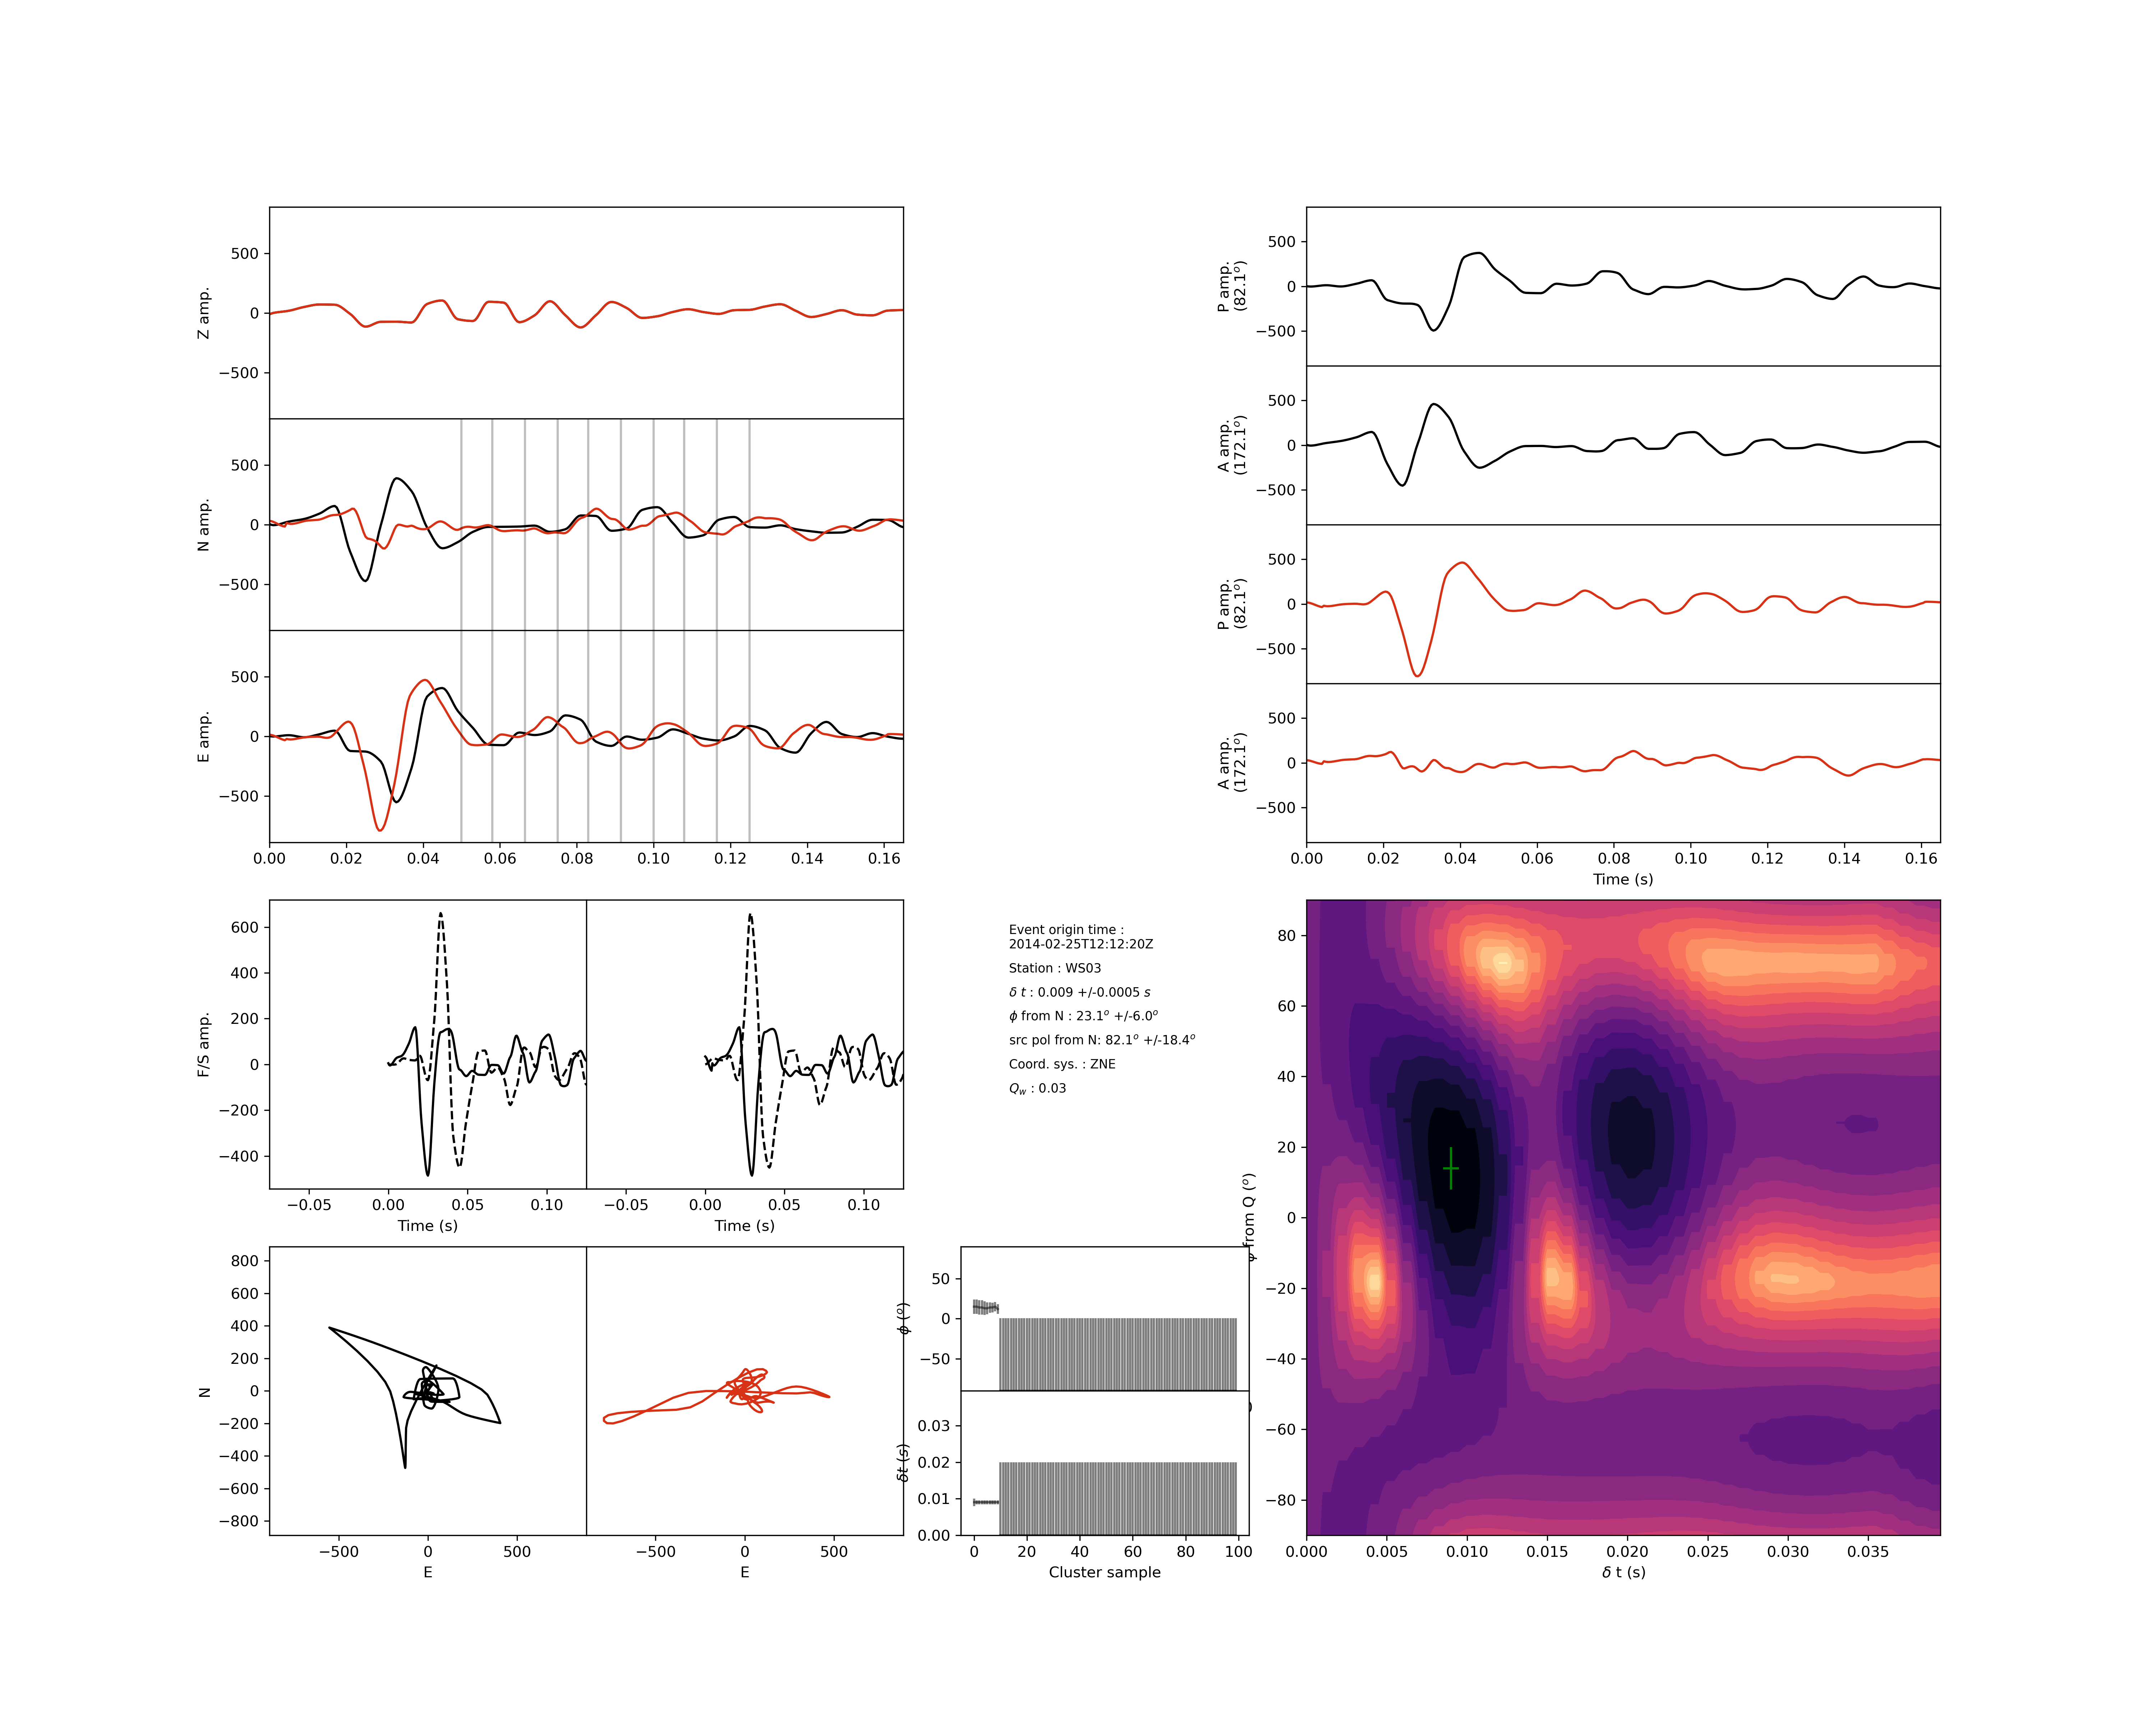 Z amp.
500
0
−500
N amp.
500
0
−500
E amp.
500
0
−500
0.00 0.02 0.04 0.06 0.08 0.10 0.12 0.14 0.16
P amp.
(82.1°)
500
0
−500
A amp.
(172.1°)
500
0
−500
P amp.
(82.1°)
500
0
−500
A amp.
(172.1°)
500
0
−500
0.00 0.02 0.04 0.06 0.08 0.10 0.12 0.14 0.16
Time (s)
F/S amp.
600
400
200
0
−200
−400
−0.05 0.00 0.05 0.10 −0.05 0.00 0.05 0.10
Time (s) Time (s)
Event origin time :
2014-02-25T12:12:20Z
Station : WS03
δ t : 0.009 +/-0.0005 s
ϕ from N : 23.1° +/-6.0°
src pol from N: 82.1° +/-18.4°
Coord. sys. : ZNE
Qw : 0.03
N
800
600
400
200
0
−200
−400
−600
−800
−500 0 500 −500 0 500
E E
ϕ (°)
50
0
−50
δt (s)
0.03
0.02
0.01
0.00
0 20 40 60 80 100
Cluster sample
from Q (°)
80
60
40
20
0
−20
−40
−60
−80
0.000 0.005 0.010 0.015 0.020 0.025 0.030 0.035
δ t (s)